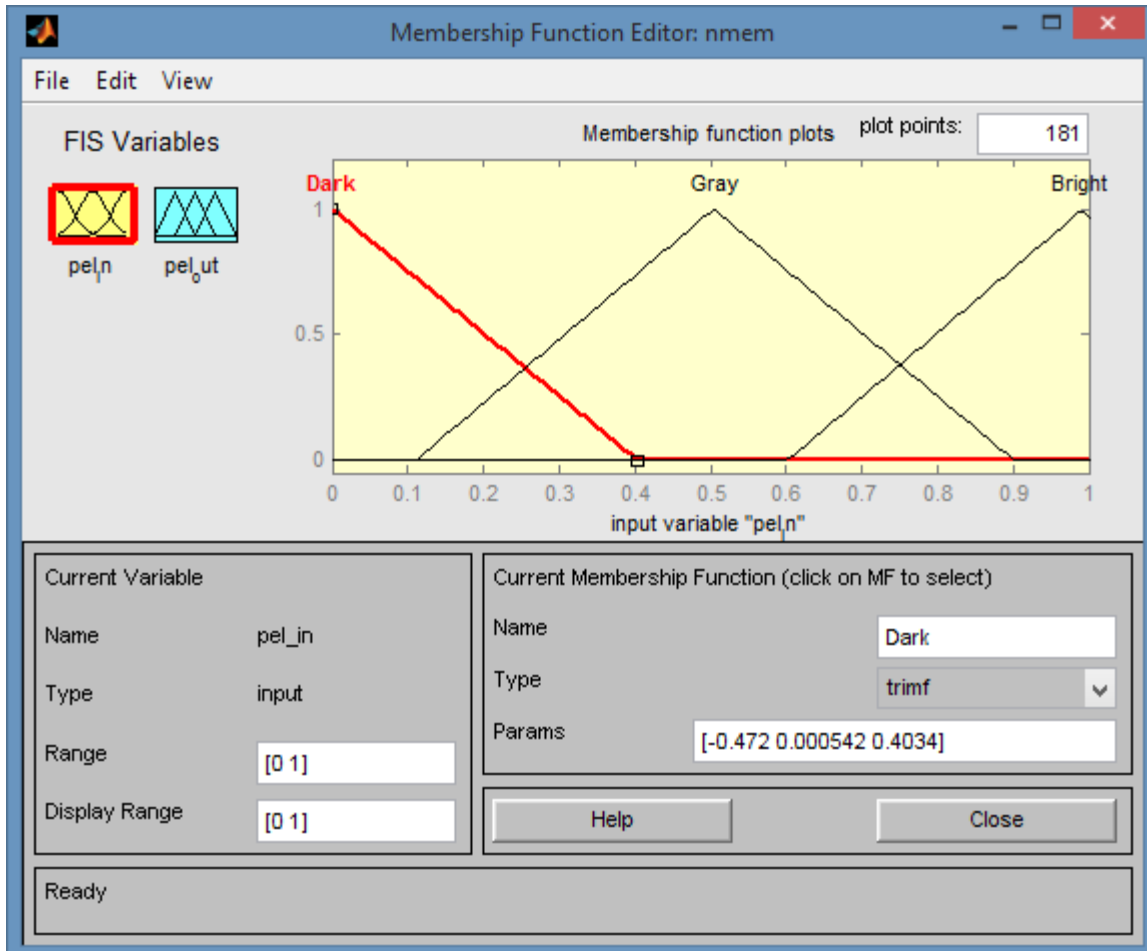 Membership Function Editor: nmem
File Edit View
FIS Variables
pel_in
pel_out
Membership function plots
plot points:
181
Dark
Gray
Bright
1
0.5
0
0 0.1 0.2 0.3 0.4 0.5 0.6 0.7 0.8 0.9 1
input variable "pel_in"
Current Variable
Name pel_in
Type input
Range [0 1]
Display Range [0 1]
Current Membership Function (click on MF to select)
Name Dark
Type trimf
Params [-0.472 0.000542 0.4034]
Help Close
Ready